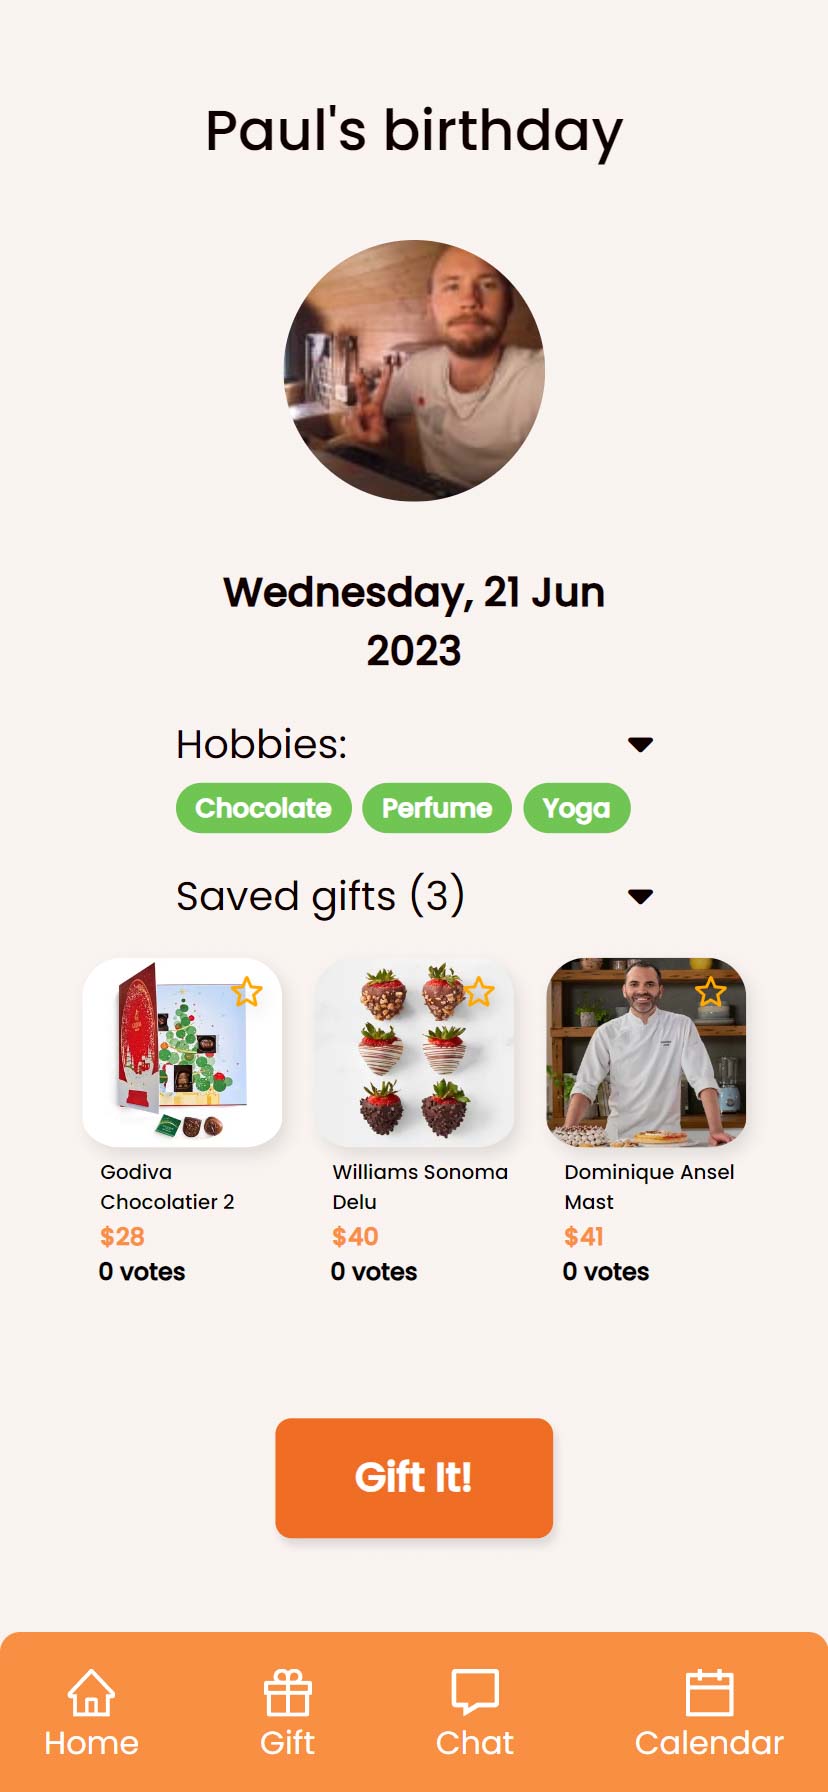 Paul's birthday
Wednesday, 21 Jun
2023
Hobbies:
Chocolate Perfume Yoga
Saved gifts (3)
Godiva
Chocolatier 2
$28
0 votes
Williams Sonoma
Delu
$40
0 votes
Dominique Ansel
Mast
$41
0 votes
Gift It!
Home Gift Chat Calendar